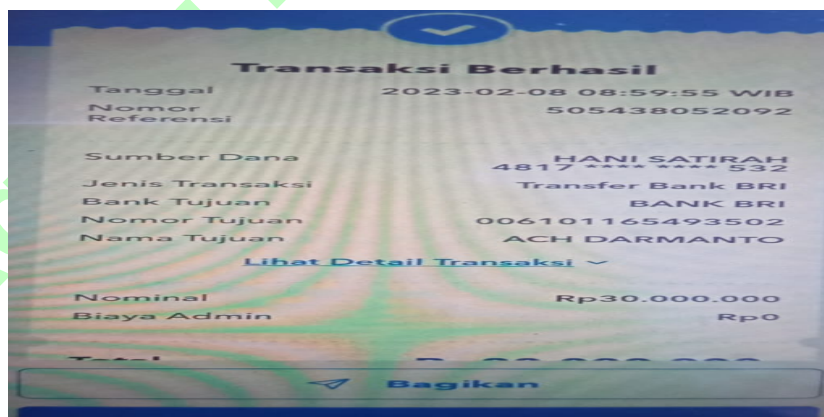 Transaksi Berhasil
Tanggal 2023-02-08 08:59:55 WIB
Nomor Referensi 505438052092
Sumber Dana HANI SATIRAH
4817 **** **** 532
Jenis Transaksi Transfer Bank BRI
Bank Tujuan BANK BRI
Nomor Tujuan 006101165493502
Nama Tujuan ACH DARMANTO
Lihat Detail Transaksi
Nominal Rp30.000.000
Biaya Admin Rp0
Bagikan